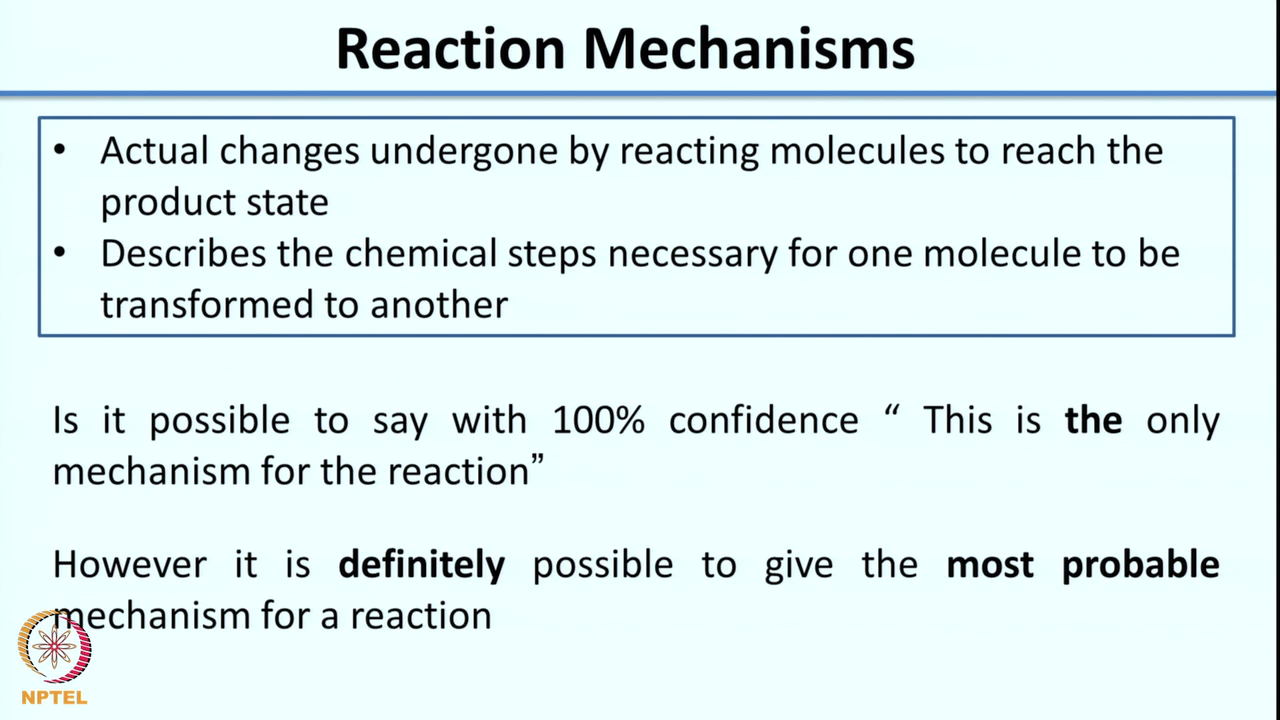 Reaction Mechanisms
• Actual changes undergone by reacting molecules to reach the
product state
• Describes the chemical steps necessary for one molecule to be
transformed to another
Is it possible to say with 100% confidence “ This is the only
mechanism for the reaction”
However it is definitely possible to give the most probable
mechanism for a reaction
NPTEL